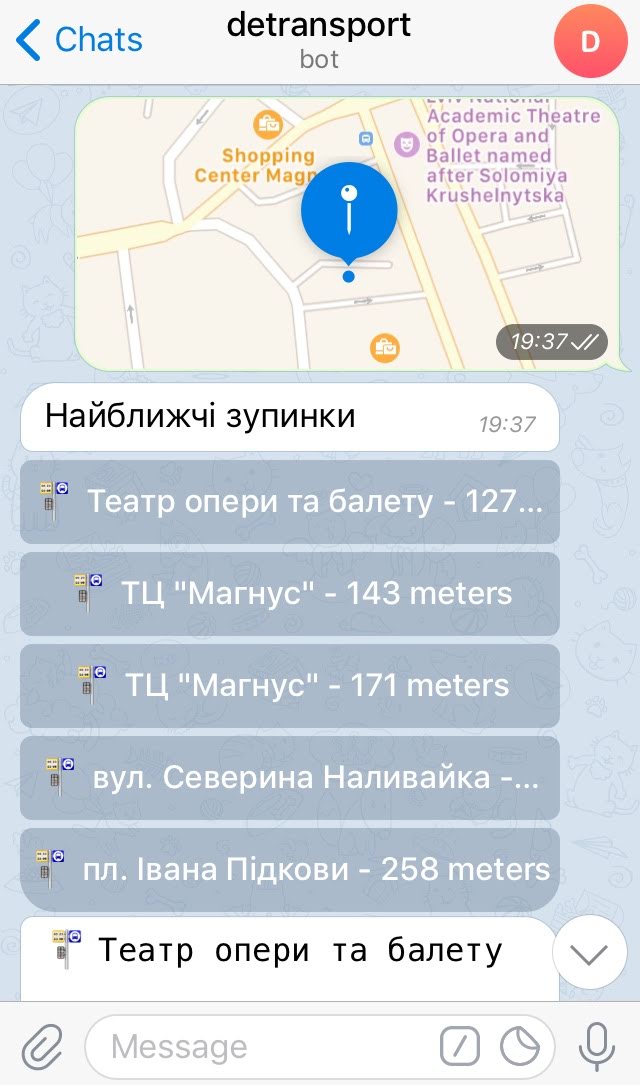 Chats
detransport
bot
D
Shopping
Center Magn
Lviv National
Academic Theatre
of Opera and
Ballet named
after Solomiya
Krushelnytska
19:37
Найближчі зупинки
19:37
Театр опери та балету - 127...
ТЦ "Магнус" - 143 meters
ТЦ "Магнус" - 171 meters
вул. Северина Наливайка -...
пл. Івана Підкови - 258 meters
Театр опери та балету
Message